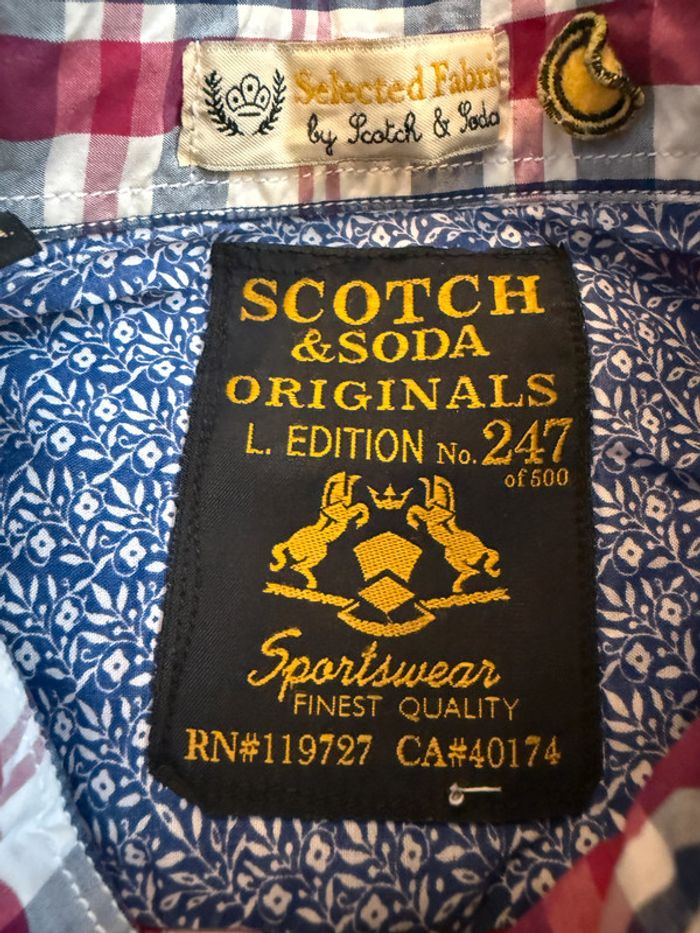 Selected Fabri
by Scotch & Soda
SCOTCH
&SODA
ORIGINALS
L. EDITION No. 247
of 500
Sportswear
FINEST QUALITY
RN#119727 CA#40174